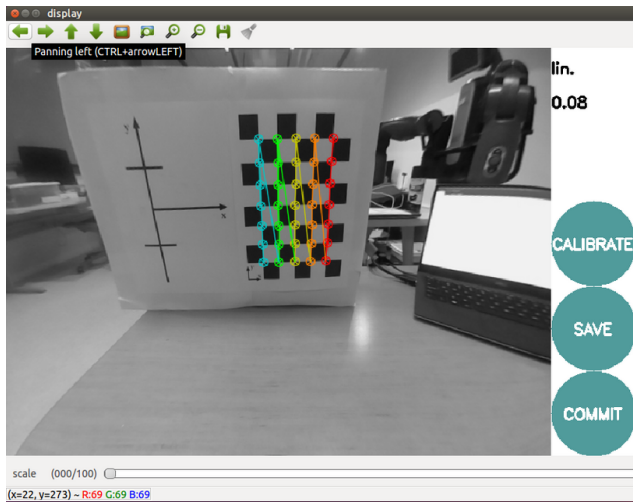 display
Panning left (CTRL+arrowLEFT)
lin.
0.08
y
x
CALIBRATE
SAVE
COMMIT
scale (000/100)
(x=22, y=273) ~ R:69 G:69 B:69